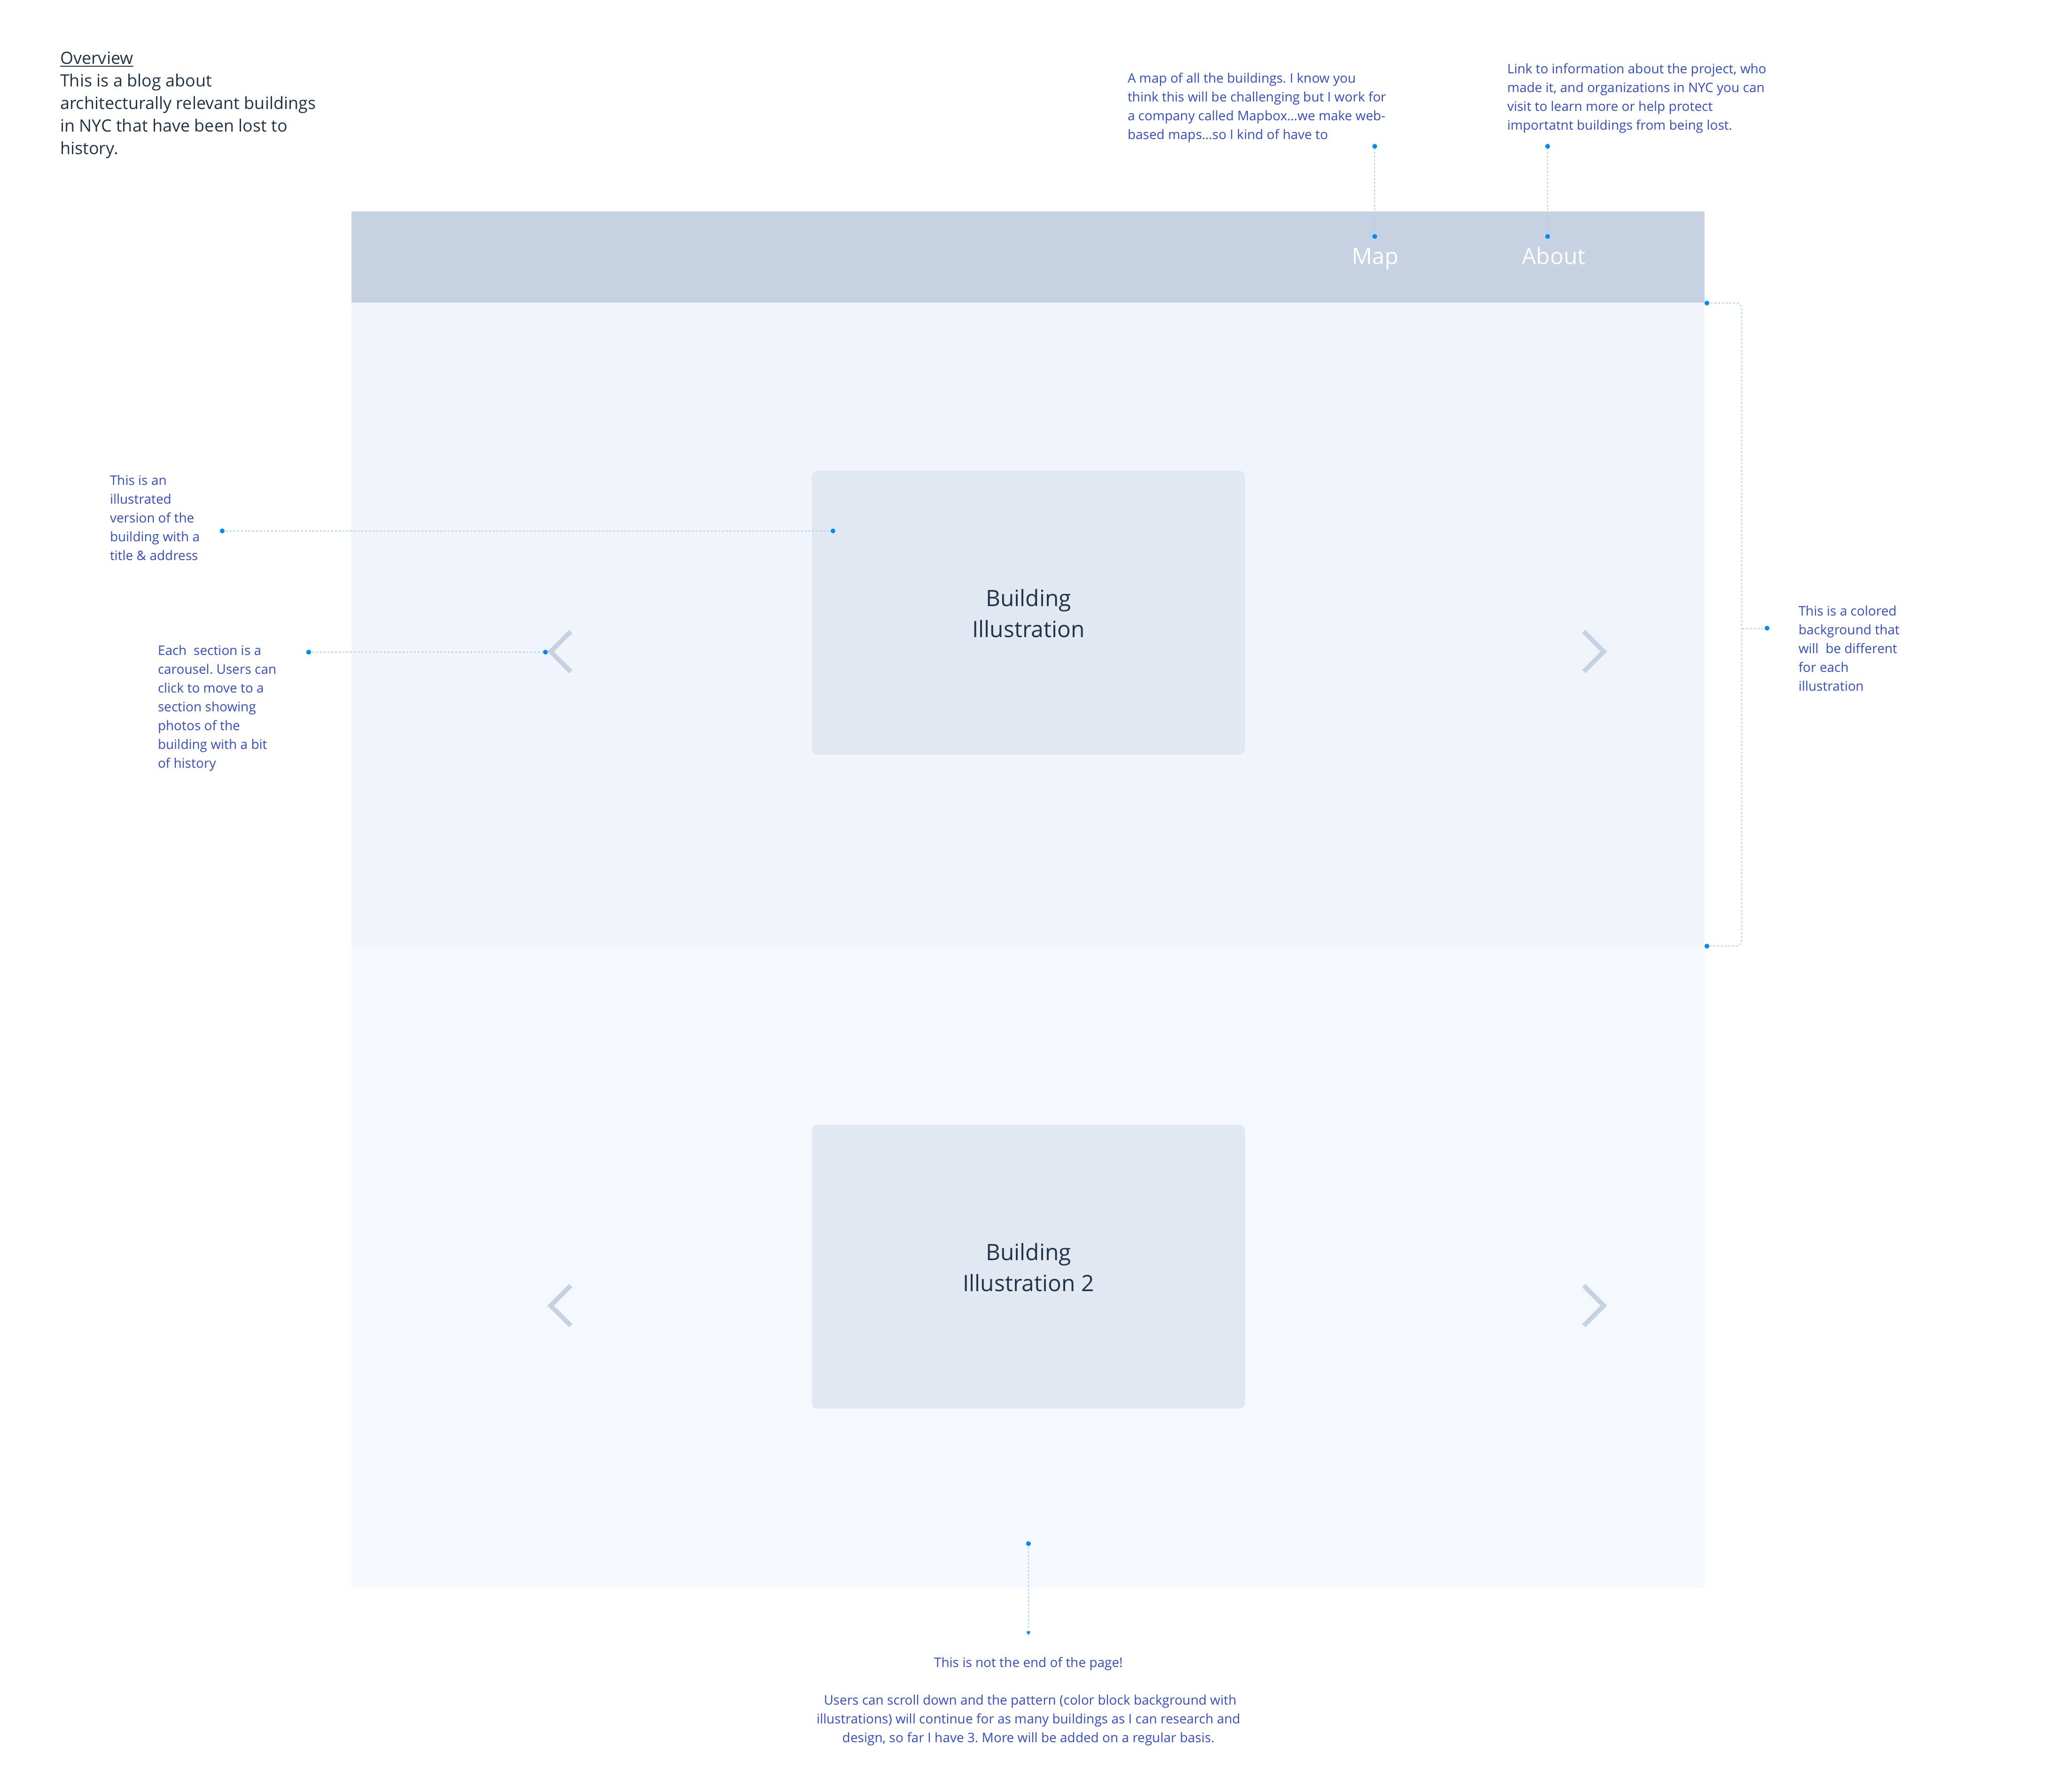 Overview
This is a blog about
architecturally relevant buildings
in NYC that have been lost to
history.
A map of all the buildings. I know you
think this will be challenging but I work for
a company called Mapbox...we make web-
based maps...so I kind of have to
Link to information about the project, who
made it, and organizations in NYC you can
visit to learn more or help protect
importatnt buildings from being lost.
Map
About
This is an
illustrated
version of the
building with a
title & address
Building
Illustration
Each  section is a
carousel. Users can
click to move to a
section showing
photos of the
building with a bit
of history
This is a colored
background that
will  be different
for each
illustration
Building
Illustration 2
This is not the end of the page!
Users can scroll down and the pattern (color block background with
illustrations) will continue for as many buildings as I can research and
design, so far I have 3. More will be added on a regular basis.